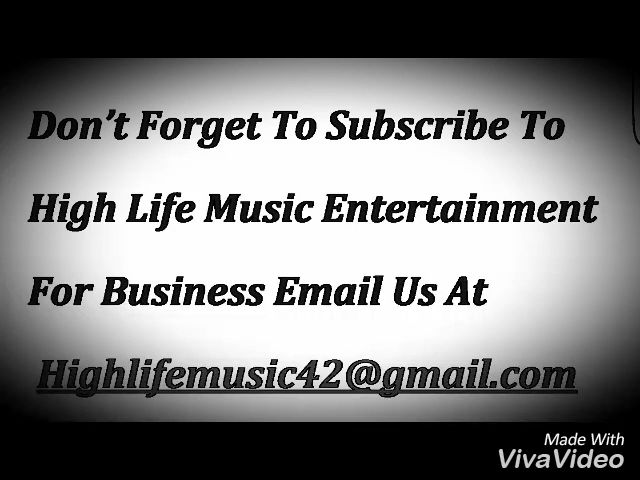 Don't Forget To Subscribe To
High Life Music Entertainment
For Business Email Us At
Highlifemusic42@gmail.com
Made With
VivaVideo